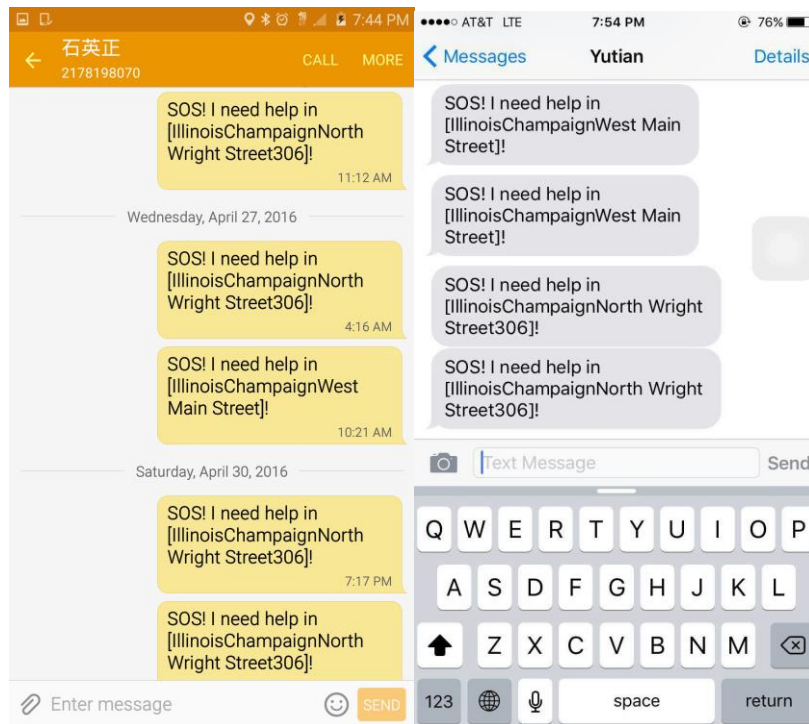 7:44 PM
石英正
2178198070
CALL MORE
SOS! I need help in
[IllinoisChampaignNorth
Wright Street306]!
11:12 AM
Wednesday, April 27, 2016
SOS! I need help in
[IllinoisChampaignNorth
Wright Street306]!
4:16 AM
SOS! I need help in
[IllinoisChampaignWest
Main Street]!
10:21 AM
Saturday, April 30, 2016
SOS! I need help in
[IllinoisChampaignNorth
Wright Street306]!
7:17 PM
SOS! I need help in
[IllinoisChampaignNorth
Wright Street306]!
Enter message
SEND
AT&T LTE 7:54 PM 76%
Messages Yutian Details
SOS! I need help in
[IllinoisChampaignWest Main
Street]!
SOS! I need help in
[IllinoisChampaignWest Main
Street]!
SOS! I need help in
[IllinoisChampaignNorth Wright
Street306]!
SOS! I need help in
[IllinoisChampaignNorth Wright
Street306]!
Text Message Send
Q W E R T Y U I O P
A S D F G H J K L
Z X C V B N M
123 space return